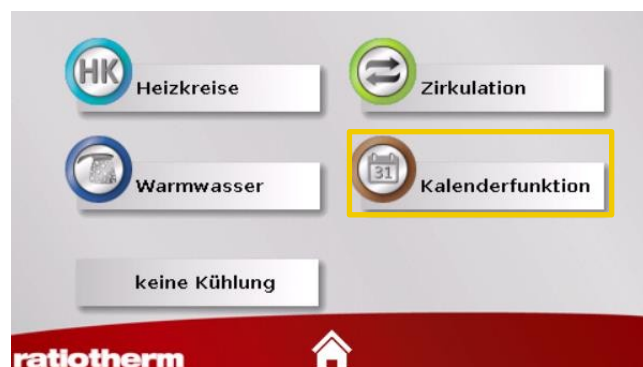 HK Heizkreise
Zirkulation
Warmwasser
31 Kalenderfunktion
keine Kühlung
ratiotherm